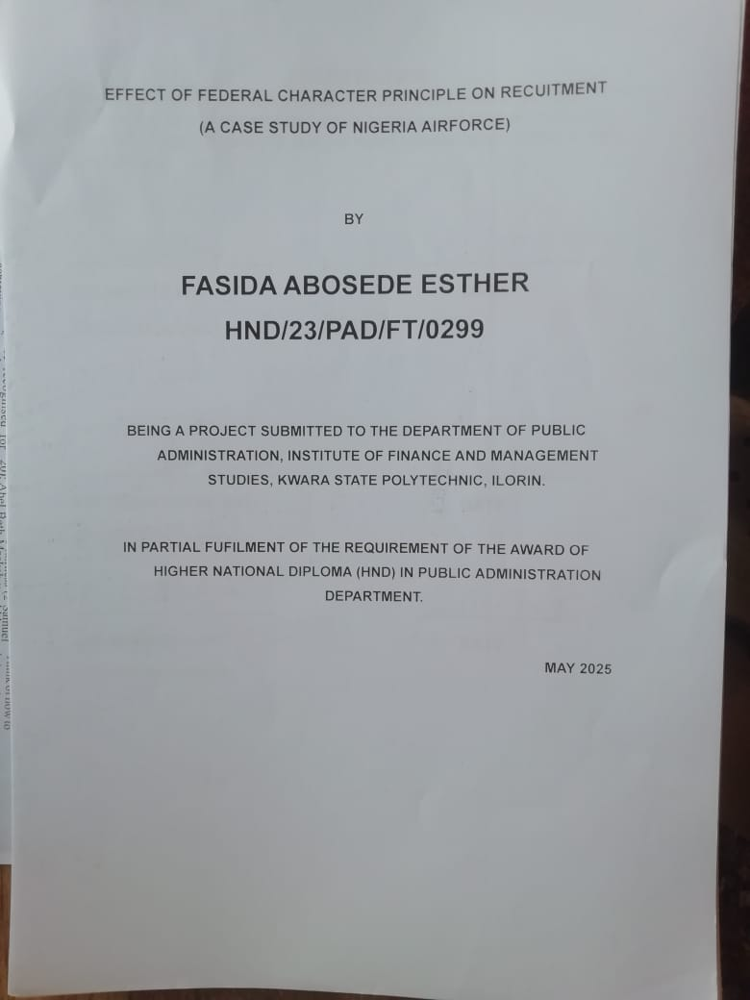 EFFECT OF FEDERAL CHARACTER PRINCIPLE ON RECUITMENT
(A CASE STUDY OF NIGERIA AIRFORCE)
BY
FASIDA ABOSEDE ESTHER
HND/23/PAD/FT/0299
BEING A PROJECT SUBMITTED TO THE DEPARTMENT OF PUBLIC
ADMINISTRATION, INSTITUTE OF FINANCE AND MANAGEMENT
STUDIES, KWARA STATE POLYTECHNIC, ILORIN.
IN PARTIAL FUFILMENT OF THE REQUIREMENT OF THE AWARD OF
HIGHER NATIONAL DIPLOMA (HND) IN PUBLIC ADMINISTRATION
DEPARTMENT.
MAY 2025